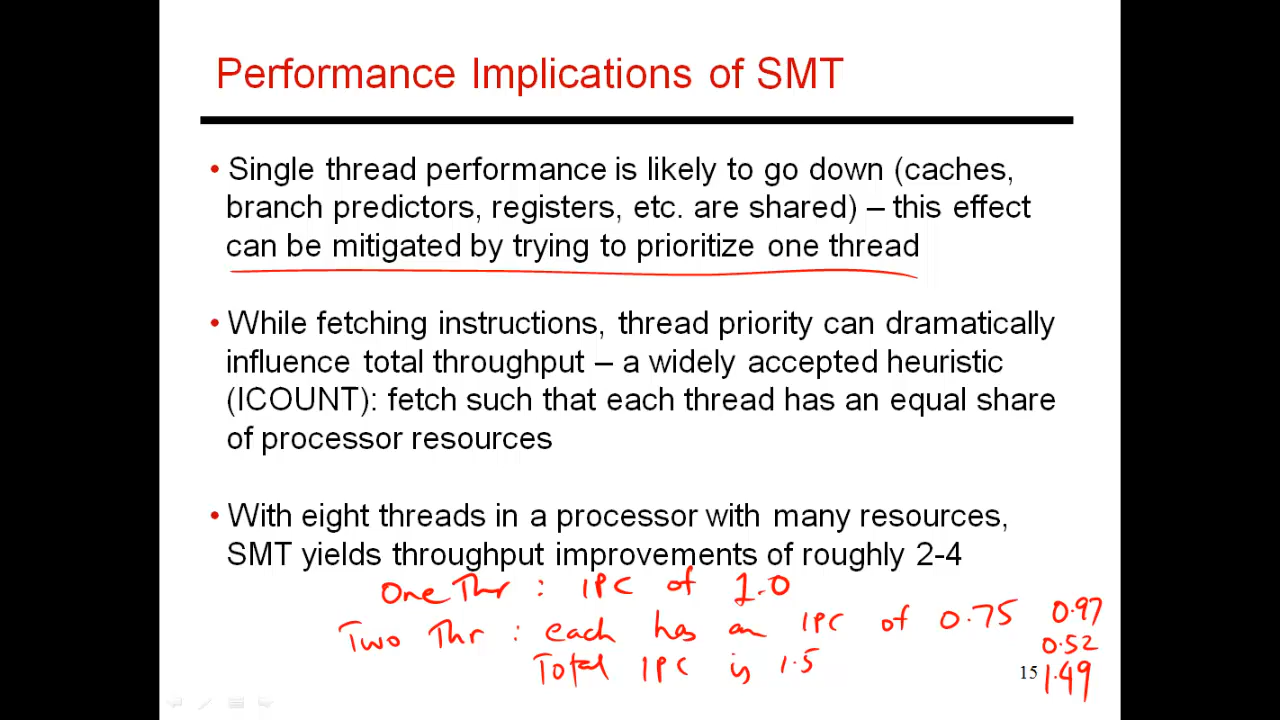 Performance Implications of SMT
• Single thread performance is likely to go down (caches,
branch predictors, registers, etc. are shared) – this effect
can be mitigated by trying to prioritize one thread
• While fetching instructions, thread priority can dramatically
influence total throughput – a widely accepted heuristic
(ICOUNT): fetch such that each thread has an equal share
of processor resources
• With eight threads in a processor with many resources,
SMT yields throughput improvements of roughly 2-4
One Thr : IPC of 1.0
Two Thr : each has an IPC of 0.75
Total IPC is 1.5
0.97
0.52
1.49
15